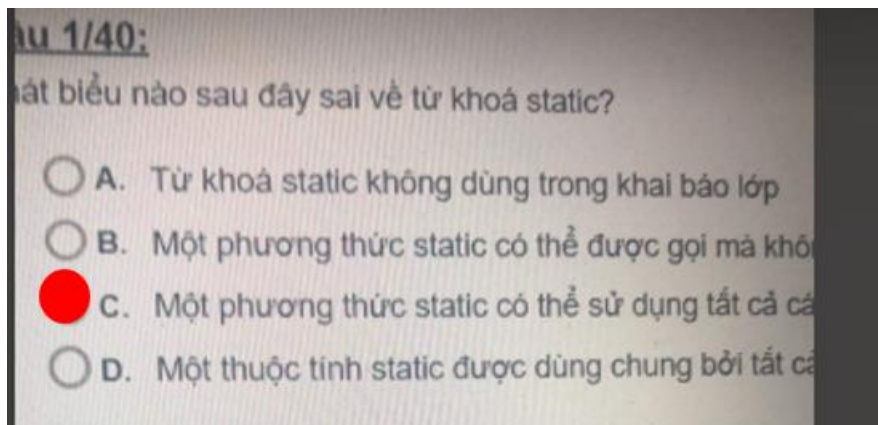 âu 1/40:
hát biểu nào sau đây sai về từ khoá static?
A. Từ khoá static không dùng trong khai báo lớp
B. Một phương thức static có thể được gọi mà
C. Một phương thức static có thể sử dụng tất cả
D. Một thuộc tính static được dùng chung bởi tất